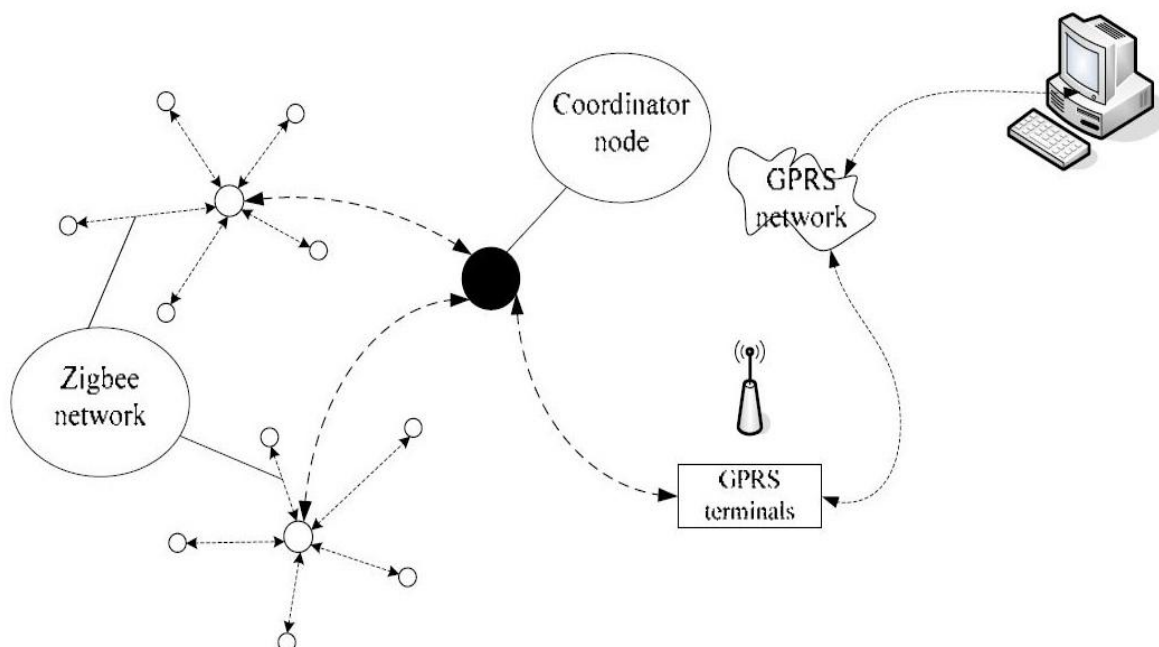 Coordinator
node
GPRS
network
Zigbee
network
GPRS
terminals